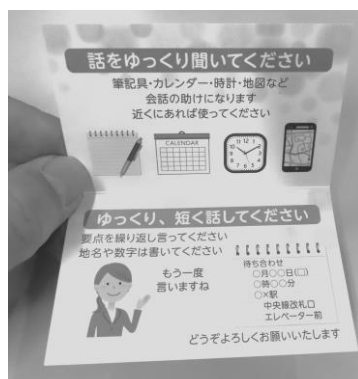 話をゆっくり聞いてください
筆記具・カレンダー・時計・地図など
会話の助けになります
近くにあれば使ってください
CALENDAR
ゆっくり、短く話してください
要点を繰り返し言ってください
地名や数字は書いてください
もう一度
言いますね
待ち合わせ
○月○○日(□)
○時○○分
○×駅
中央線改札口
エレベーター前
どうぞよろしくお願いいたします